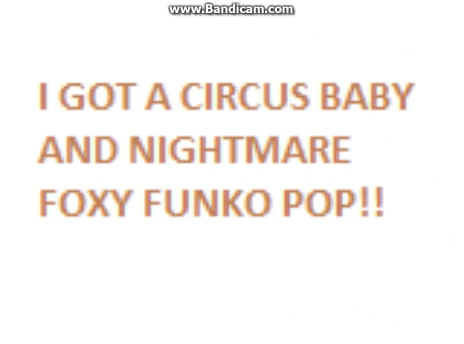 www.Bandicam.com
I GOT A CIRCUS BABY
AND NIGHTMARE
FOXY FUNKO POP!!